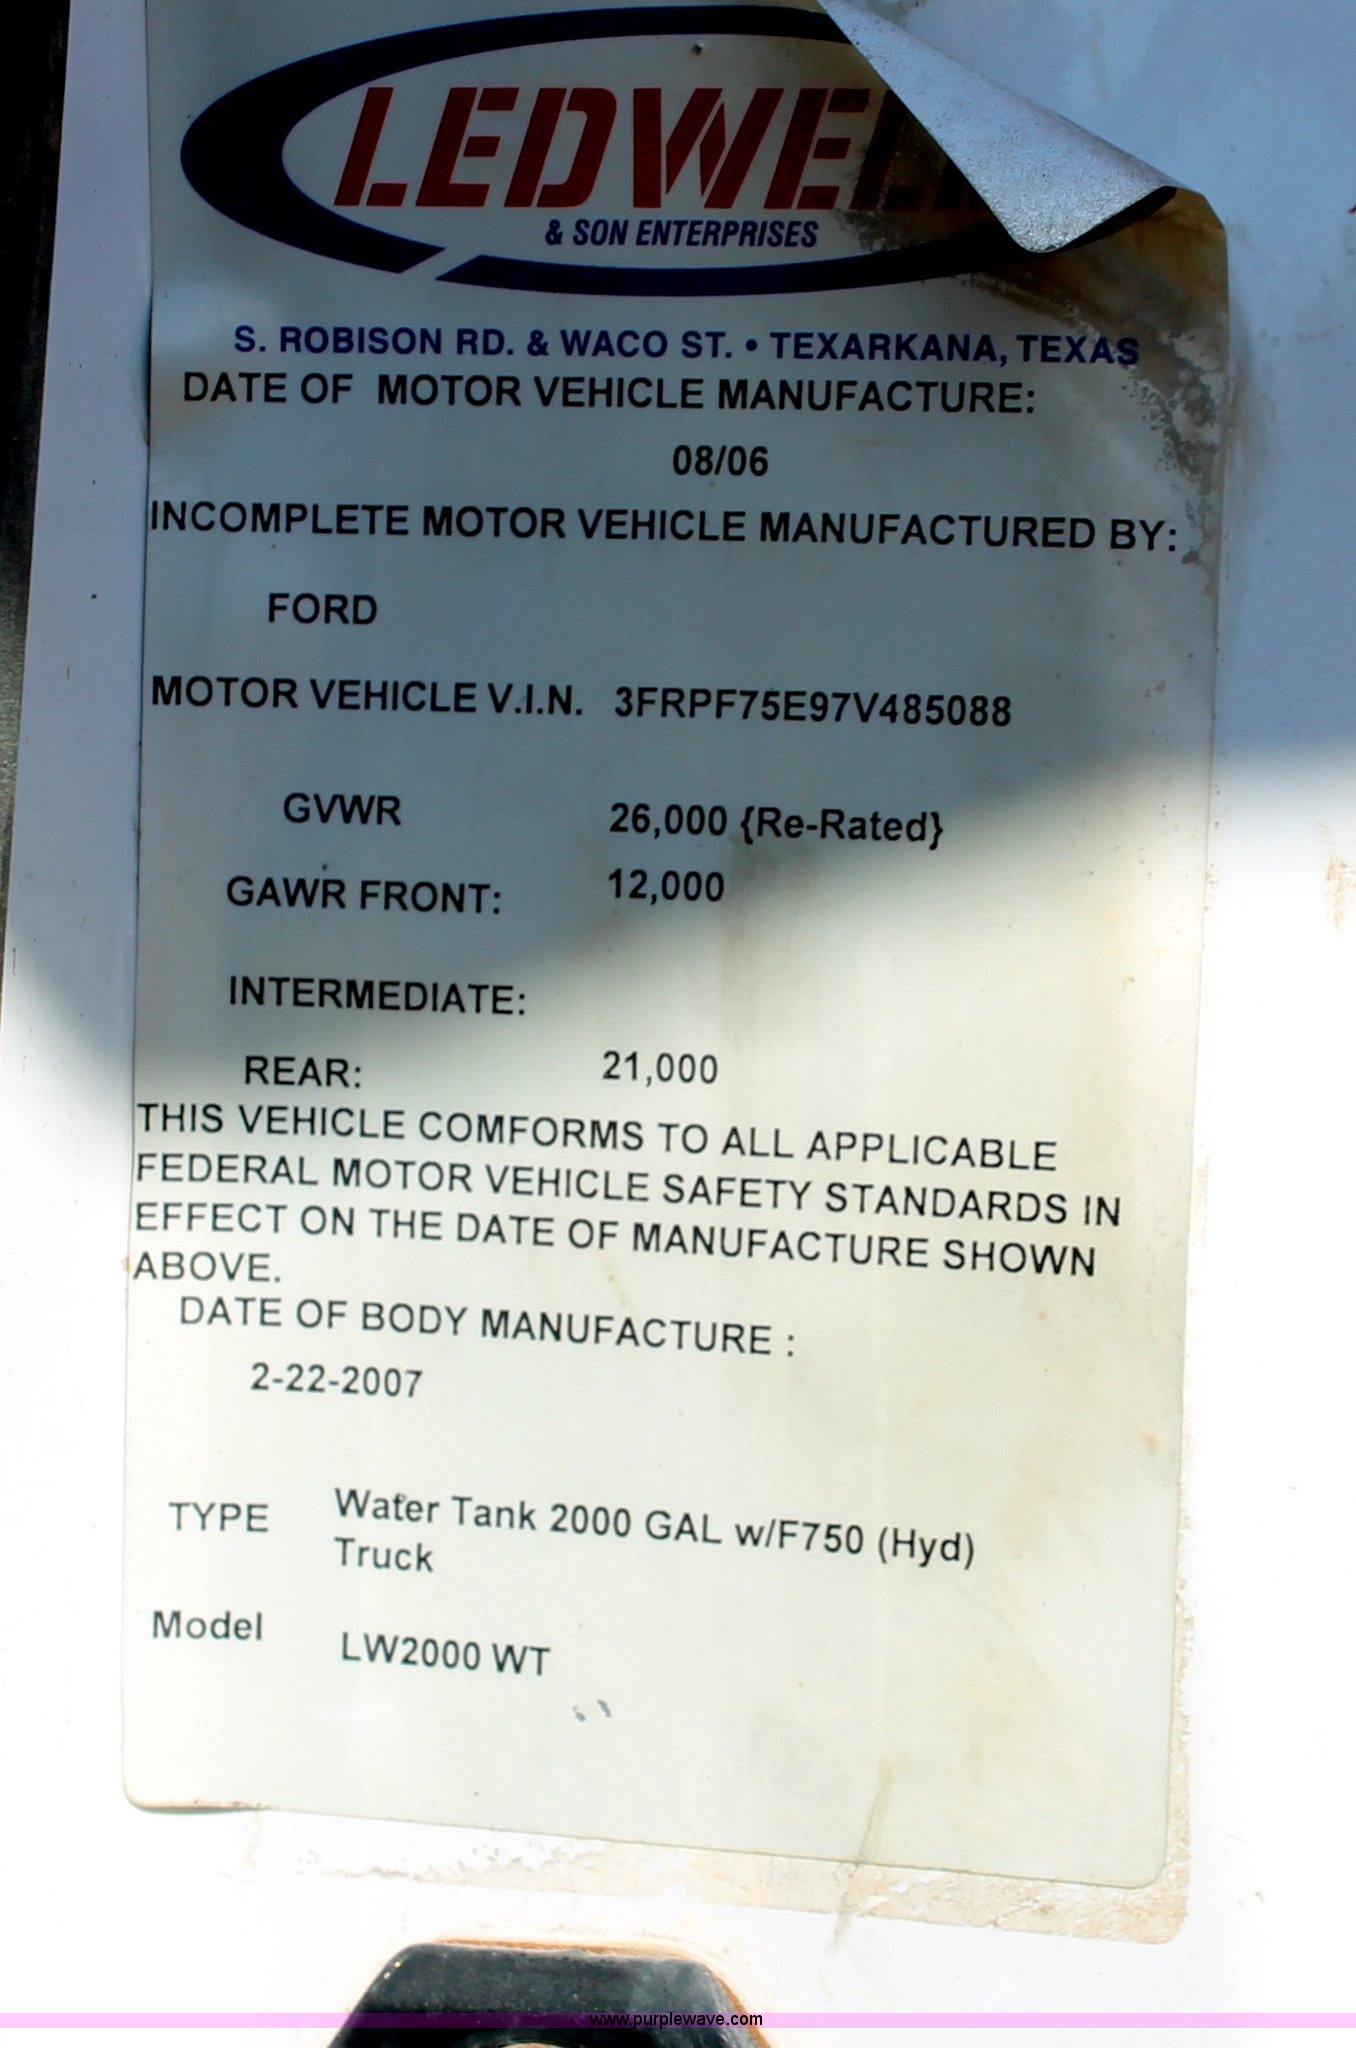 LEDWELL
& SON ENTERPRISES
S. ROBISON RD. & WACO ST. • TEXARKANA, TEXAS
DATE OF MOTOR VEHICLE MANUFACTURE:
08/06
INCOMPLETE MOTOR VEHICLE MANUFACTURED BY:
FORD
MOTOR VEHICLE V.I.N. 3FRPF75E97V485088
GVWR 26,000 {Re-Rated}
GAWR FRONT: 12,000
INTERMEDIATE:
REAR: 21,000
THIS VEHICLE COMFORMS TO ALL APPLICABLE
FEDERAL MOTOR VEHICLE SAFETY STANDARDS IN
EFFECT ON THE DATE OF MANUFACTURE SHOWN
ABOVE.
DATE OF BODY MANUFACTURE :
2-22-2007
TYPE Water Tank 2000 GAL w/F750 (Hyd)
Truck
Model LW2000 WT
www.purplewave.com